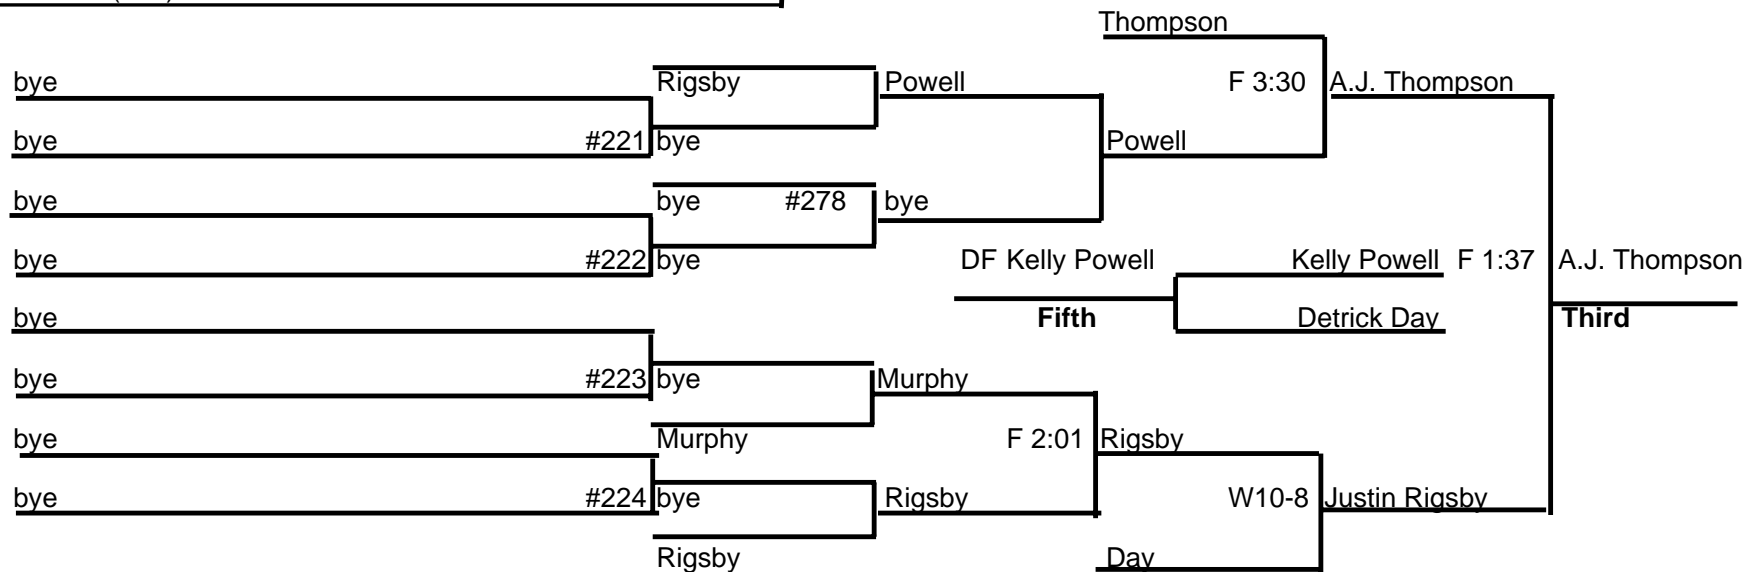 Thompson
bye Rigsby Powell F 3:30 A.J. Thompson
bye #221 bye Powell
bye bye #278 bye
bye #222 bye DF Kelly Powell Kelly Powell F 1:37 A.J. Thompson
bye Fifth Detrick Day Third
bye #223 bye Murphy
bye Murphy F 2:01 Rigsby
bye #224 bye Rigsby W10-8 Justin Rigsby
Rigsby Day